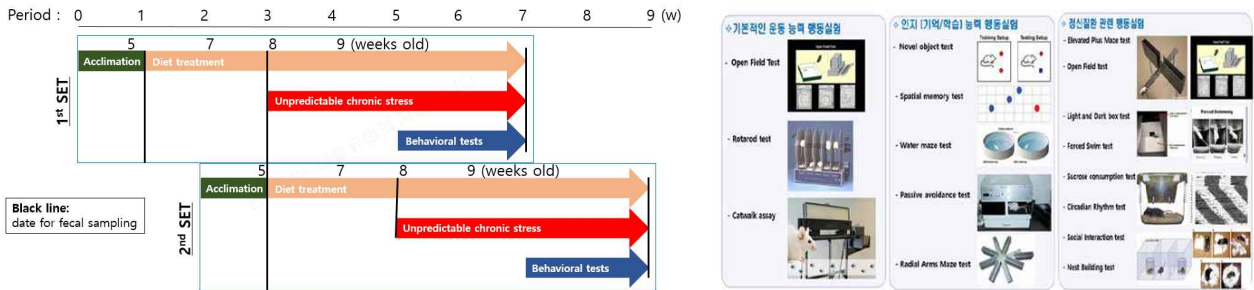 Period : 0 1 2 3 4 5 6 7 8 9 (w)
1st SET
5 7 8 9 (weeks old)
Acclimation Diet treatment
Unpredictable chronic stress
Behavioral tests
2nd SET
5 7 8 9 (weeks old)
Acclimation Diet treatment
Unpredictable chronic stress
Behavioral tests
Black line:
date for fecal sampling
❖기본적인 운동 능력 행동실험
- Open Field Test
- Rotarod test
- Catwalk assay
❖ 인지 [기억/학습] 능력 행동실험
- Novel object test
Training Setup Testing Setup
- Spatial memory test
- Water maze test
- Passive avoidance test
- Radial Arms Maze test
❖정신질환 관련 행동실험
- Elevated Plus Maze test
- Open Field test
- Light and Dark box test
- Forced Swim test
Forced Swimming
- Sucrose consumption test
- Circadian Rhythm test
- Social Interaction test
- Nest Building test